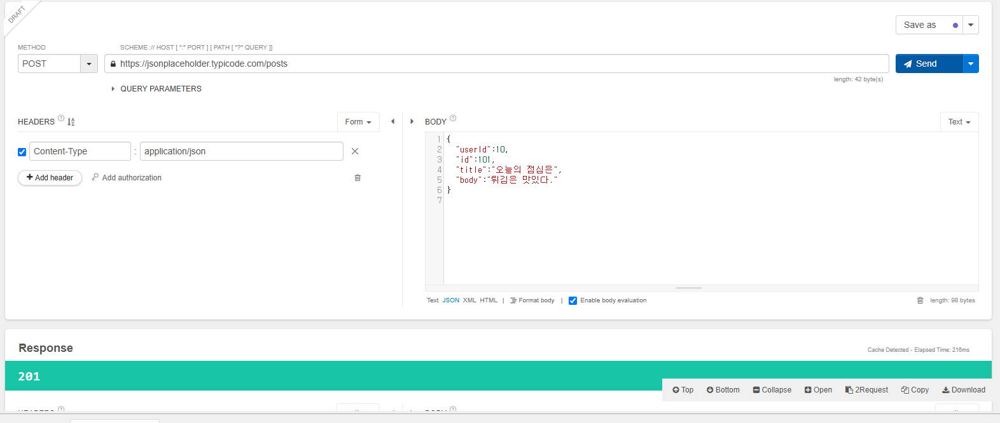 DRAFT
Save as
METHOD
SCHEME :// HOST [ ":" PORT ] [ PATH [ "?" QUERY ]]
POST
https://jsonplaceholder.typicode.com/posts
Send
length: 42 byte(s)
QUERY PARAMETERS
HEADERS
Form
BODY
Text
Content-Type : application/json
Add header
Add authorization
1 {
2 "userId":10,
3 "id":101,
4 "title":"오늘의 점심은",
5 "body":"튀김은 맛있다."
6 }
7
Text JSON XML HTML | Format body | Enable body evaluation
length: 98 bytes
Response
Cache Detected - Elapsed Time: 216ms
201
Top Bottom Collapse Open 2Request Copy Download